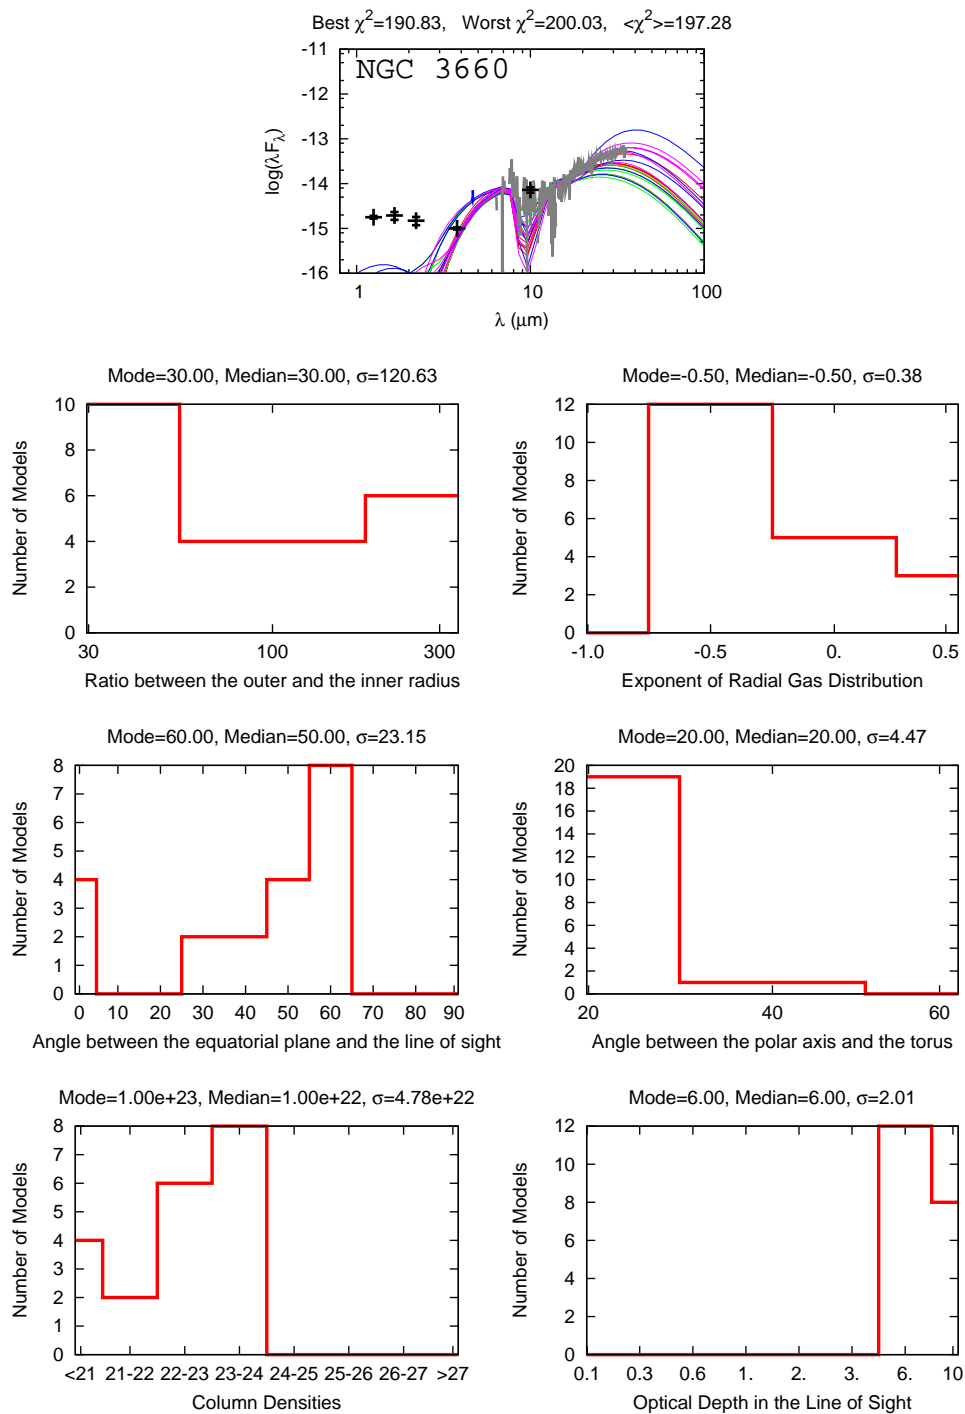 Best χ²=190.83, Worst χ²=200.03, <χ²>=197.28
NGC 3660
-11
-12
-13
-14
-15
-16
log(λFλ)
1 10 100
λ (μm)
Mode=30.00, Median=30.00, σ=120.63
10
8
6
4
2
0
Number of Models
30 100 300
Ratio between the outer and the inner radius
Mode=-0.50, Median=-0.50, σ=0.38
12
10
8
6
4
2
0
Number of Models
-1.0 -0.5 0. 0.5
Exponent of Radial Gas Distribution
Mode=60.00, Median=50.00, σ=23.15
8
7
6
5
4
3
2
1
0
Number of Models
0 10 20 30 40 50 60 70 80 90
Angle between the equatorial plane and the line of sight
Mode=20.00, Median=20.00, σ=4.47
20
18
16
14
12
10
8
6
4
2
1
0
Number of Models
20 40 60
Angle between the polar axis and the torus
Mode=1.00e+23, Median=1.00e+22, σ=4.78e+22
8
7
6
5
4
3
2
1
0
Number of Models
<21 21-22 22-23 23-24 24-25 25-26 26-27 >27
Column Densities
Mode=6.00, Median=6.00, σ=2.01
12
10
8
6
4
2
0
Number of Models
0.1 0.3 0.6 1. 2. 3. 6. 10
Optical Depth in the Line of Sight